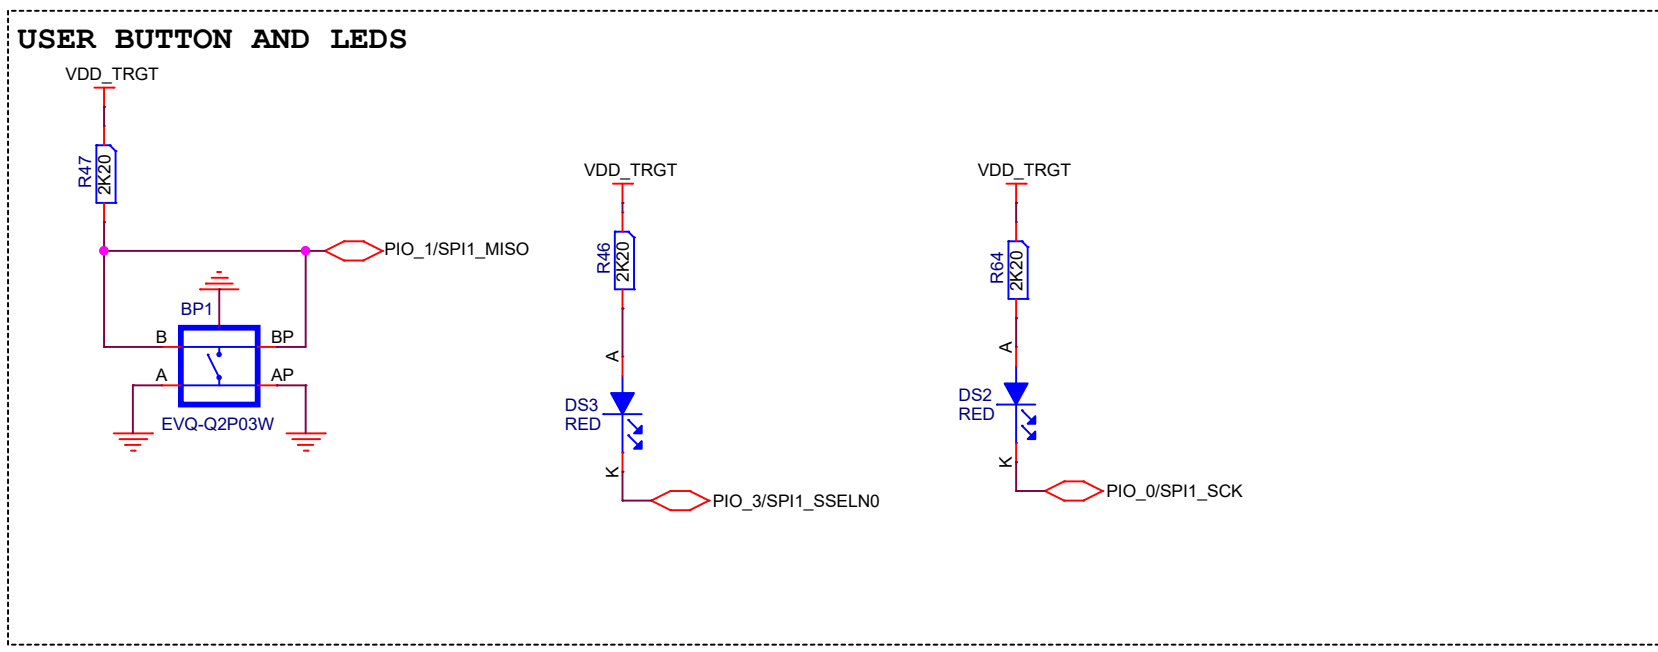 USER BUTTON AND LEDS
VDD_TRGT
R47
2K20
PIO_1/SPI1_MISO
BP1
B
BP
A
AP
EVQ-Q2P03W
VDD_TRGT
R46
2K20
A
DS3
RED
K
PIO_3/SPI1_SSELN0
VDD_TRGT
R64
2K20
A
DS2
RED
K
PIO_0/SPI1_SCK